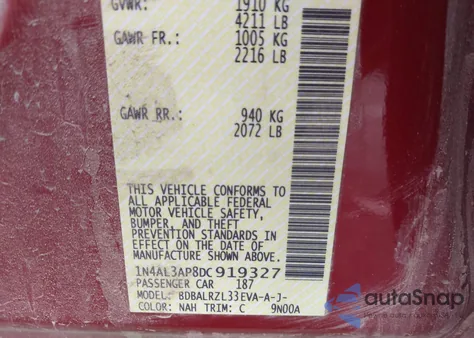 GVWR: 1910 KG
4211 LB
GAWR FR.: 1005 KG
2216 LB
GAWR RR.: 940 KG
2072 LB
THIS VEHICLE CONFORMS TO
ALL APPLICABLE FEDERAL
MOTOR VEHICLE SAFETY,
BUMPER, AND THEFT
PREVENTION STANDARDS IN
EFFECT ON THE DATE OF
MANUFACTURE SHOWN ABOVE.
1N4AL3AP8DC919327
PASSENGER CAR 187
MODEL: BDBALRZL33EVA-A-J-
COLOR: NAH TRIM: C 9N00A
autoSnap